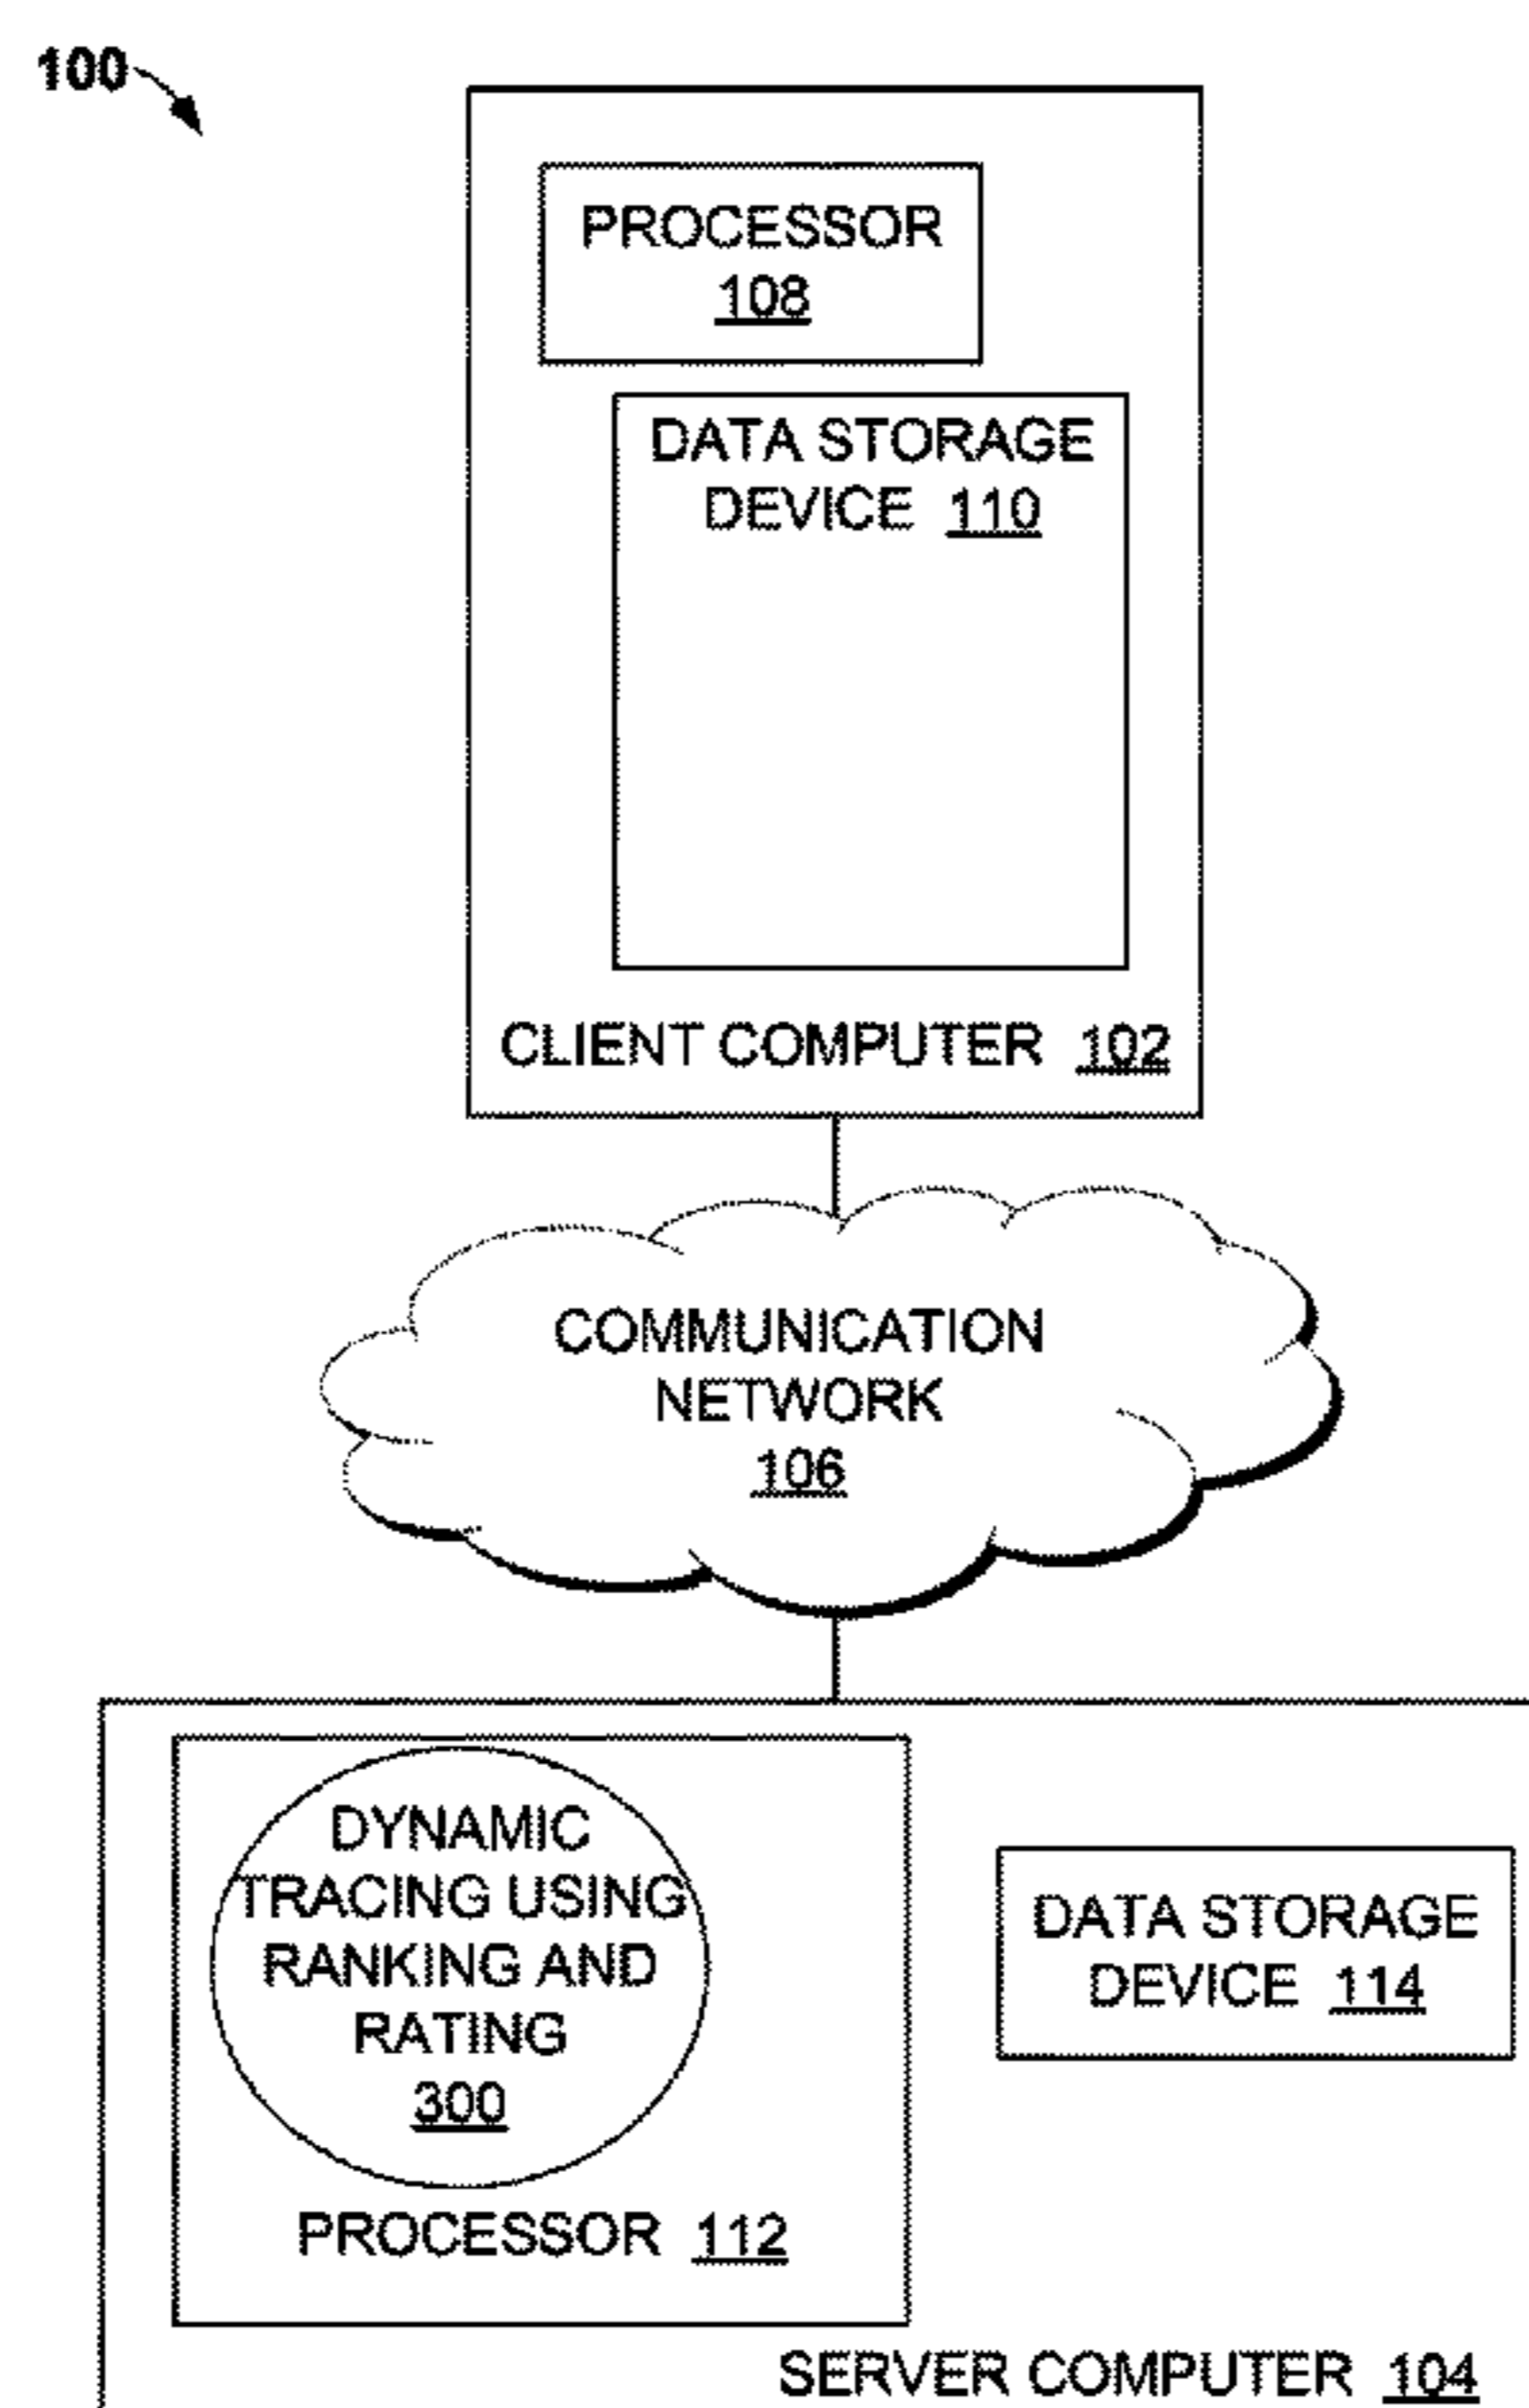 100
PROCESSOR
108
DATA STORAGE
DEVICE 110
CLIENT COMPUTER 102
COMMUNICATION
NETWORK
106
DYNAMIC
TRACING USING
RANKING AND
RATING
300
PROCESSOR 112
DATA STORAGE
DEVICE 114
SERVER COMPUTER 104